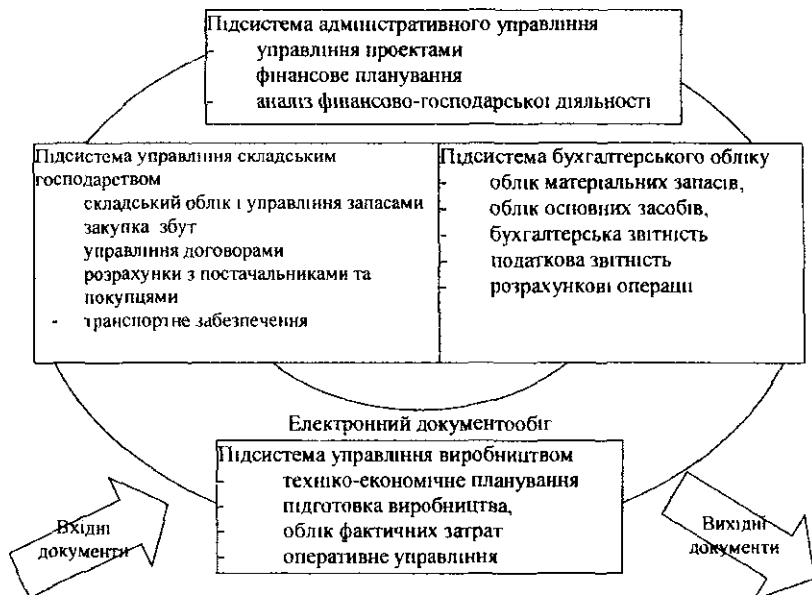 Підсистема адміністративного управління
- управління проектами
фінансове планування
- аналіз фінансово-господарської діяльності
Підсистема управління складським
господарством
складський облік і управління запасами
закупка збут
управління договорами
розрахунки з постачальниками та
покупцями
- транспортне забезпечення
Підсистема бухгалтерського обліку
- облік матеріальних запасів,
- облік основних засобів,
- бухгалтерська звітність
- податкова звітність
- розрахункові операції
Електронний документообіг
Підсистема управління виробництвом
- техніко-економічне планування
- підготовка виробництва,
облік фактичних затрат
- оперативне управління
Вхідні
документи
Вихідні
документи